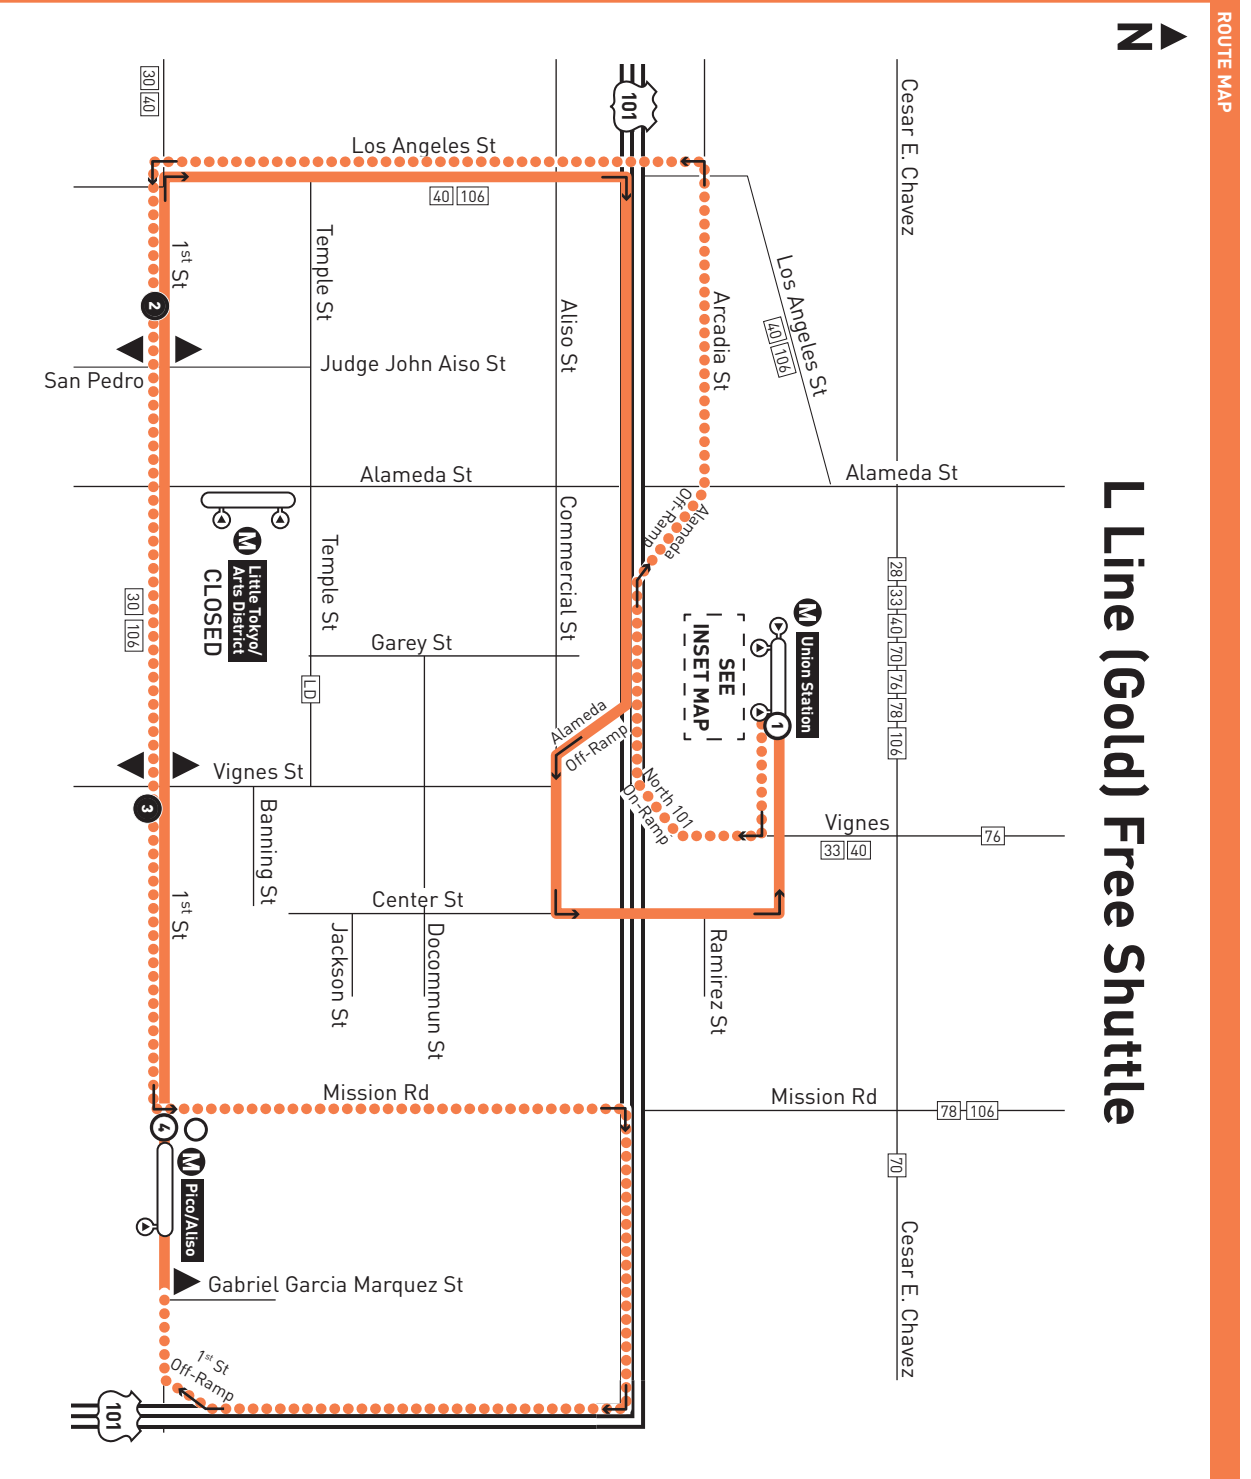 ROUTE MAP
N
L Line (Gold) Free Shuttle
Cesar E. Chavez
101
30 40
Los Angeles St
40 106
1st St
Temple St
Aliso St
Arcadia St
Los Angeles St
40 106
2
Judge John Aiso St
San Pedro
Alameda St
Alameda St
Alameda
Off-Ramp
28 33 40 70 76 78 106
Commercial St
Temple St
M
Little Tokyo/
Arts District
CLOSED
30 106
Garey St
LD
M
Union Station
SEE
INSET MAP
1
Alameda
Off-Ramp
North 101
On-Ramp
Vignes St
3
Vignes
33 40
76
Banning St
1st St
Center St
Jackson St
Docommun St
Ramirez St
Mission Rd
Mission Rd
78 106
70
4
M
Pico/Aliso
Gabriel Garcia Marquez St
Cesar E. Chavez
1st St
Off-Ramp
101